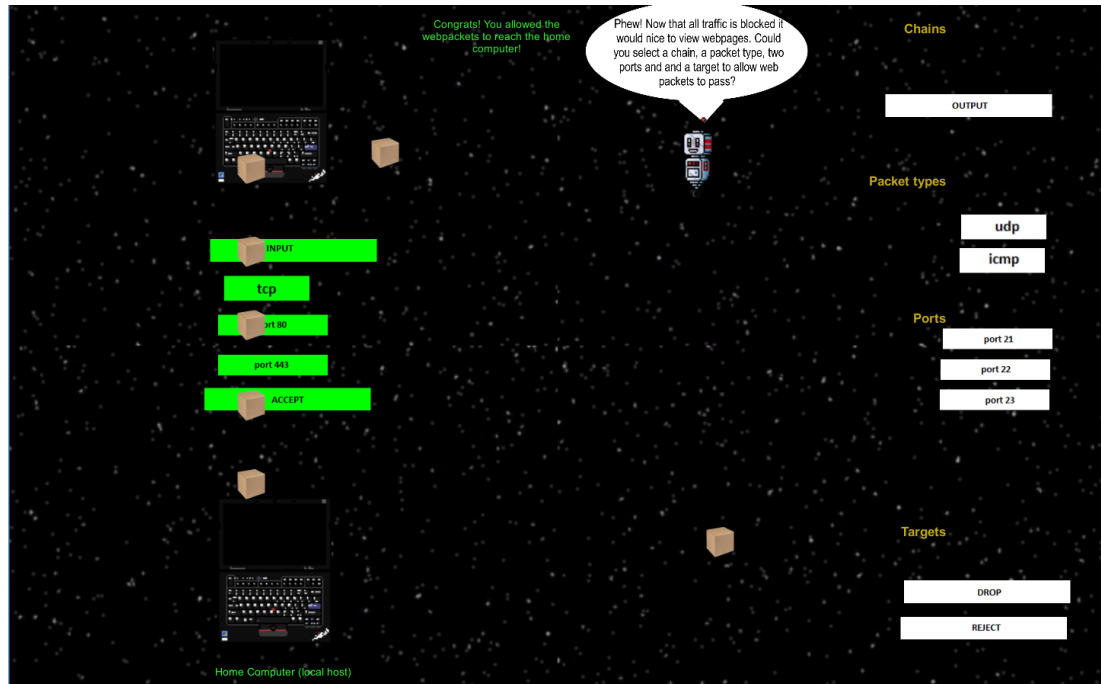 Congrats! You allowed the
webpackets to reach the home
computer!
Phew! Now that all traffic is blocked it
would nice to view webpages. Could
you select a chain, a packet type, two
ports and and a target to allow web
packets to pass?
Chains
OUTPUT
Packet types
udp
icmp
INPUT
tcp
ort 80
port 443
ACCEPT
Ports
port 21
port 22
port 23
Targets
DROP
REJECT
Home Computer (local host)